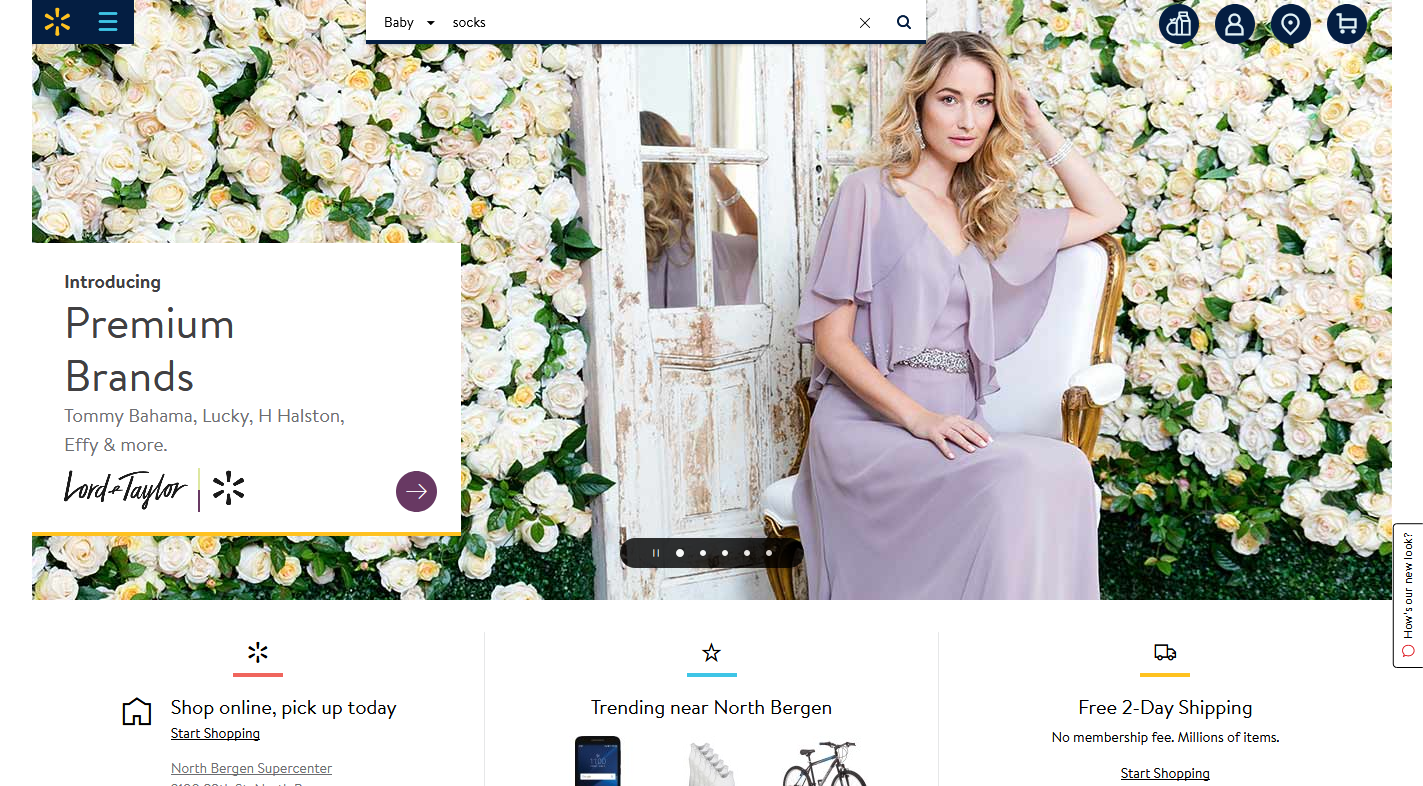 Baby socks
Introducing
Premium
Brands
Tommy Bahama, Lucky, H Halston,
Effy & more.
Lord & Taylor
How's our new look?
Shop online, pick up today
Start Shopping
North Bergen Supercenter
Trending near North Bergen
11:00
Free 2-Day Shipping
No membership fee. Millions of items.
Start Shopping